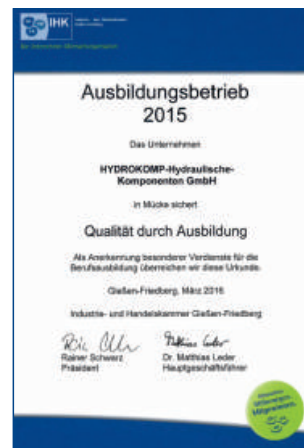 IHK
Ausbildungsbetrieb
2015
Das Unternehmen
HYDROKOMP-Hydraulische-
Komponenten GmbH
in Mücke sichert
Qualität durch Ausbildung
Als Anerkennung besonderer Verdienste für die
Berufsausbildung überreichen wir diese Urkunde.
Gießen-Friedberg, März 2016
Industrie- und Handelskammer Gießen-Friedberg
Rainer Schwarz
Präsident
Dr. Matthias Leder
Hauptgeschäftsführer